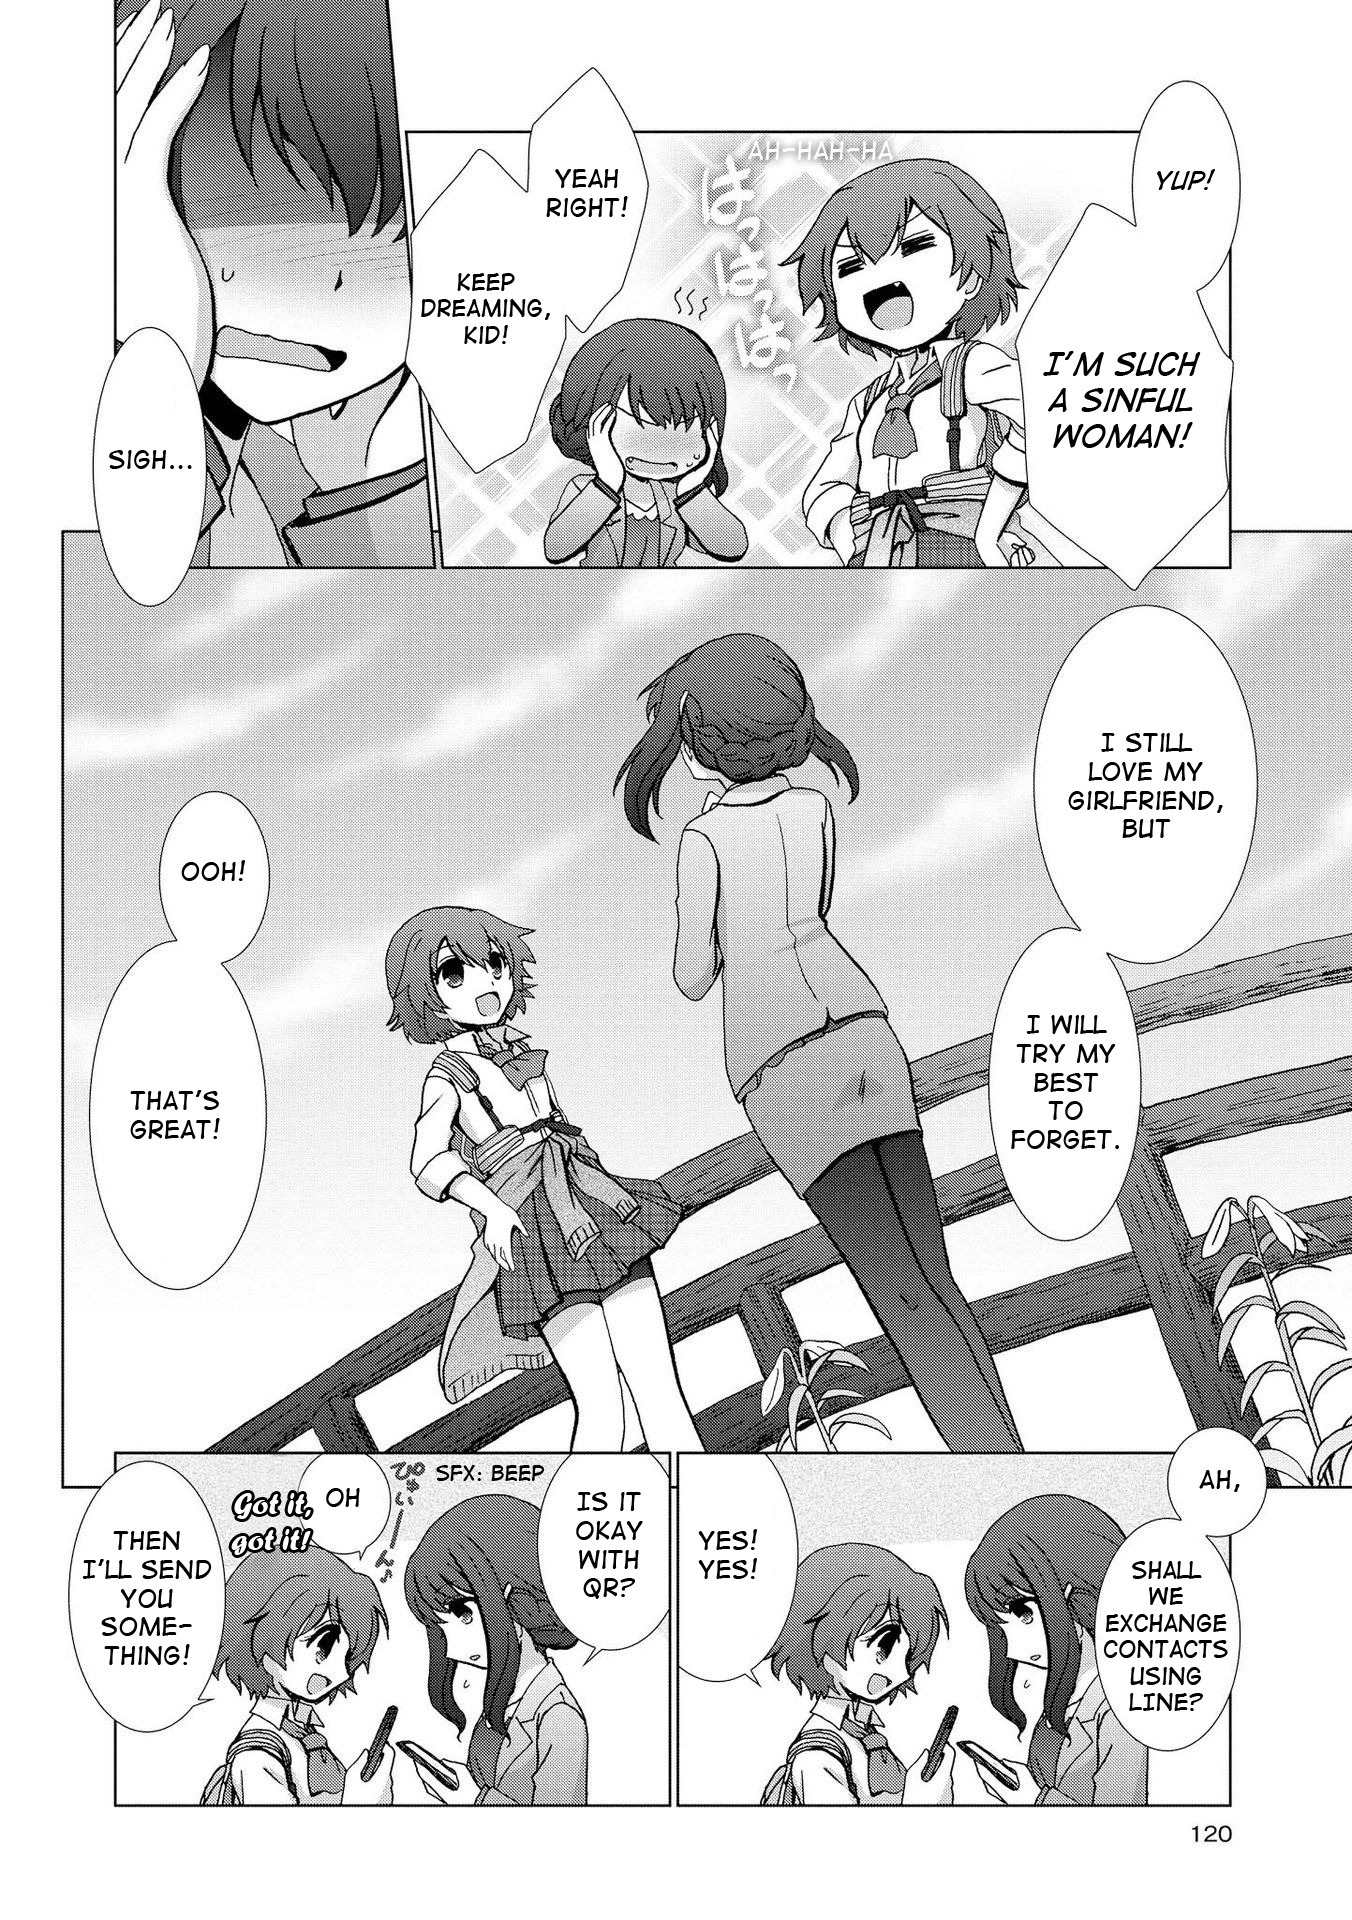 YUP!
I'M SUCH
A SINFUL
WOMAN!
AH-HAH-HA
はっはっはっはっ
YEAH
RIGHT!
KEEP
DREAMING,
KID!
SIGH...
I STILL
LOVE MY
GIRLFRIEND,
BUT
I WILL
TRY MY
BEST
TO
FORGET.
OOH!
THAT'S
GREAT!
AH,
SHALL
WE
EXCHANGE
CONTACTS
USING
LINE?
YES!
YES!
IS IT
OKAY
WITH
QR?
SFX: BEEP
OH
Got it,
got it!
THEN
I'LL SEND
YOU
SOME-
THING!
120